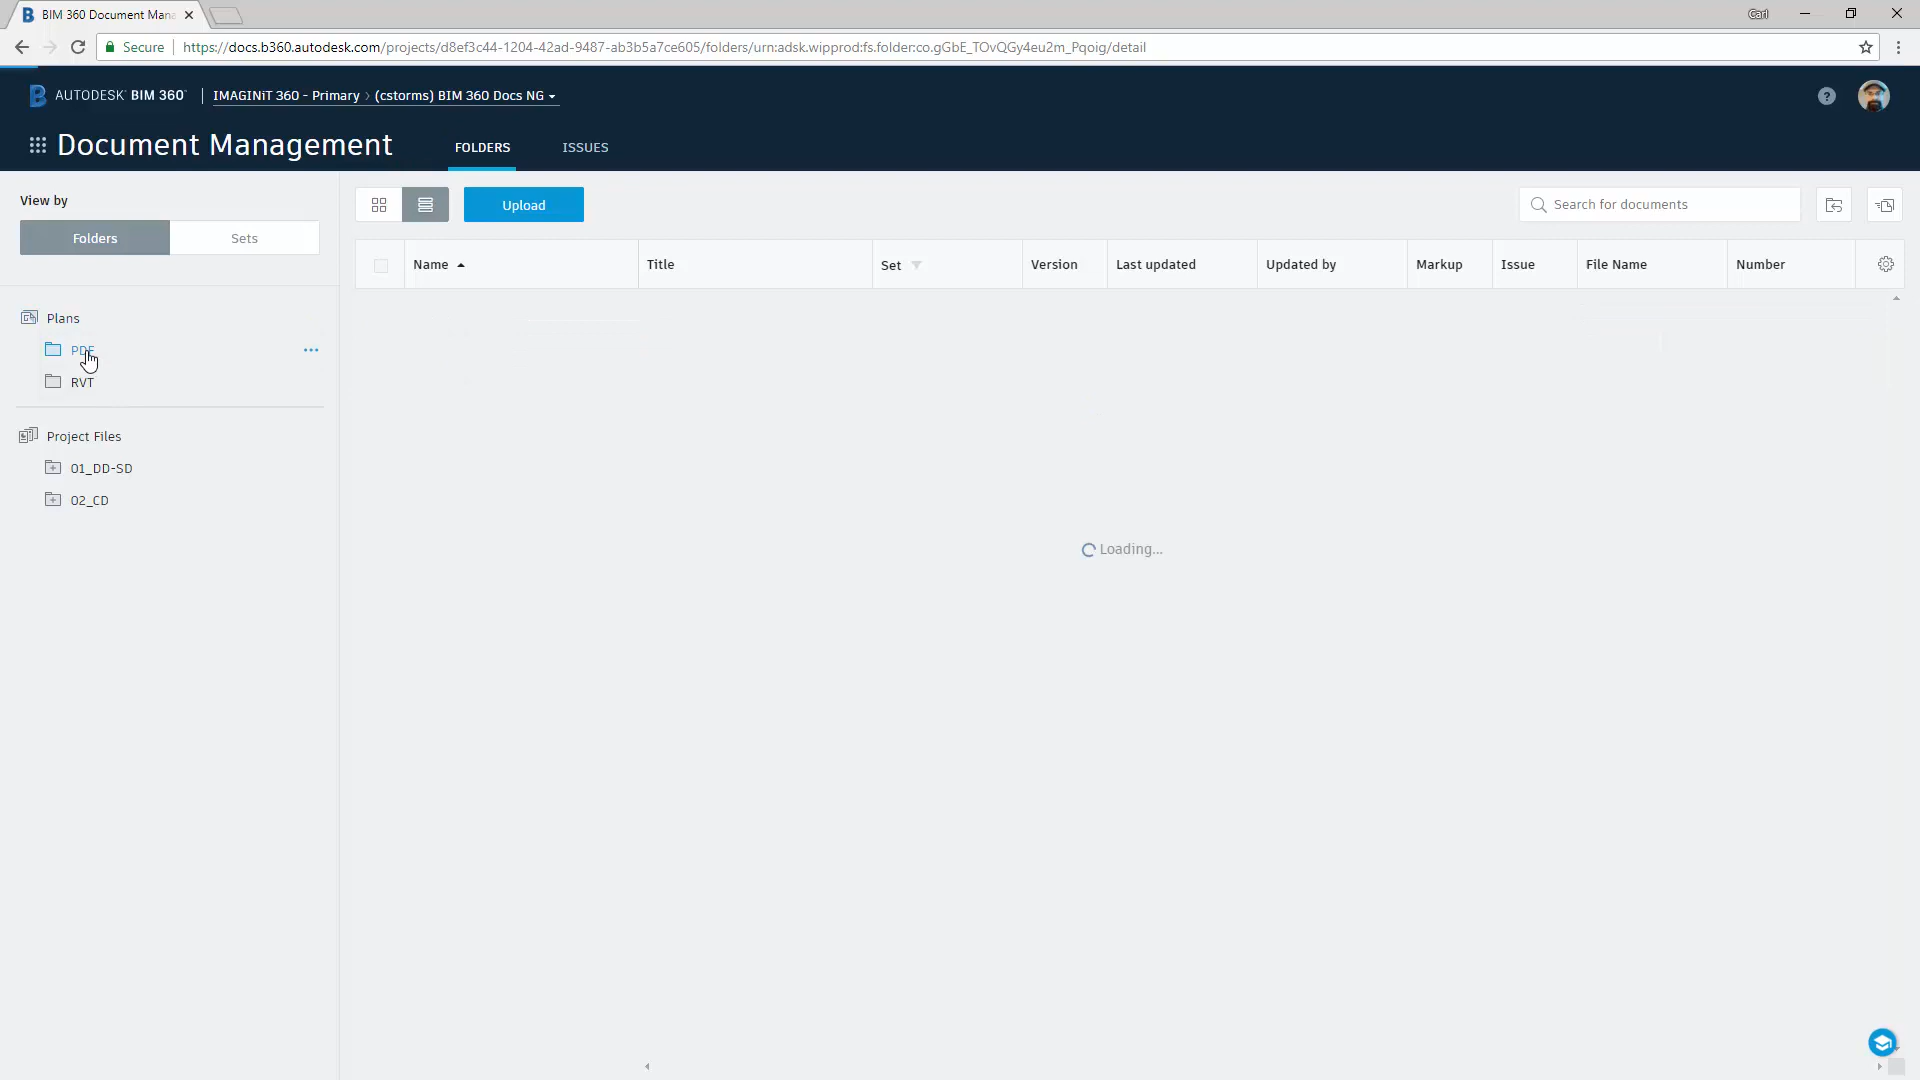 BIM 360 Document Mana
Carl
Secure
https://docs.b360.autodesk.com/projects/d8ef3c44-1204-42ad-9487-ab3b5a7ce605/folders/urn:adsk.wipprod:fs.folder:co.gGbE_TOvQGy4eu2m_Pqoig/detail
AUTODESK® BIM 360™
IMAGINiT 360 - Primary > (cstorms) BIM 360 Docs NG
Document Management
FOLDERS
ISSUES
View by
Folders
Sets
Upload
Search for documents
Name
Title
Set
Version
Last updated
Updated by
Markup
Issue
File Name
Number
Plans
PDF
RVT
Project Files
01_DD-SD
02_CD
Loading...